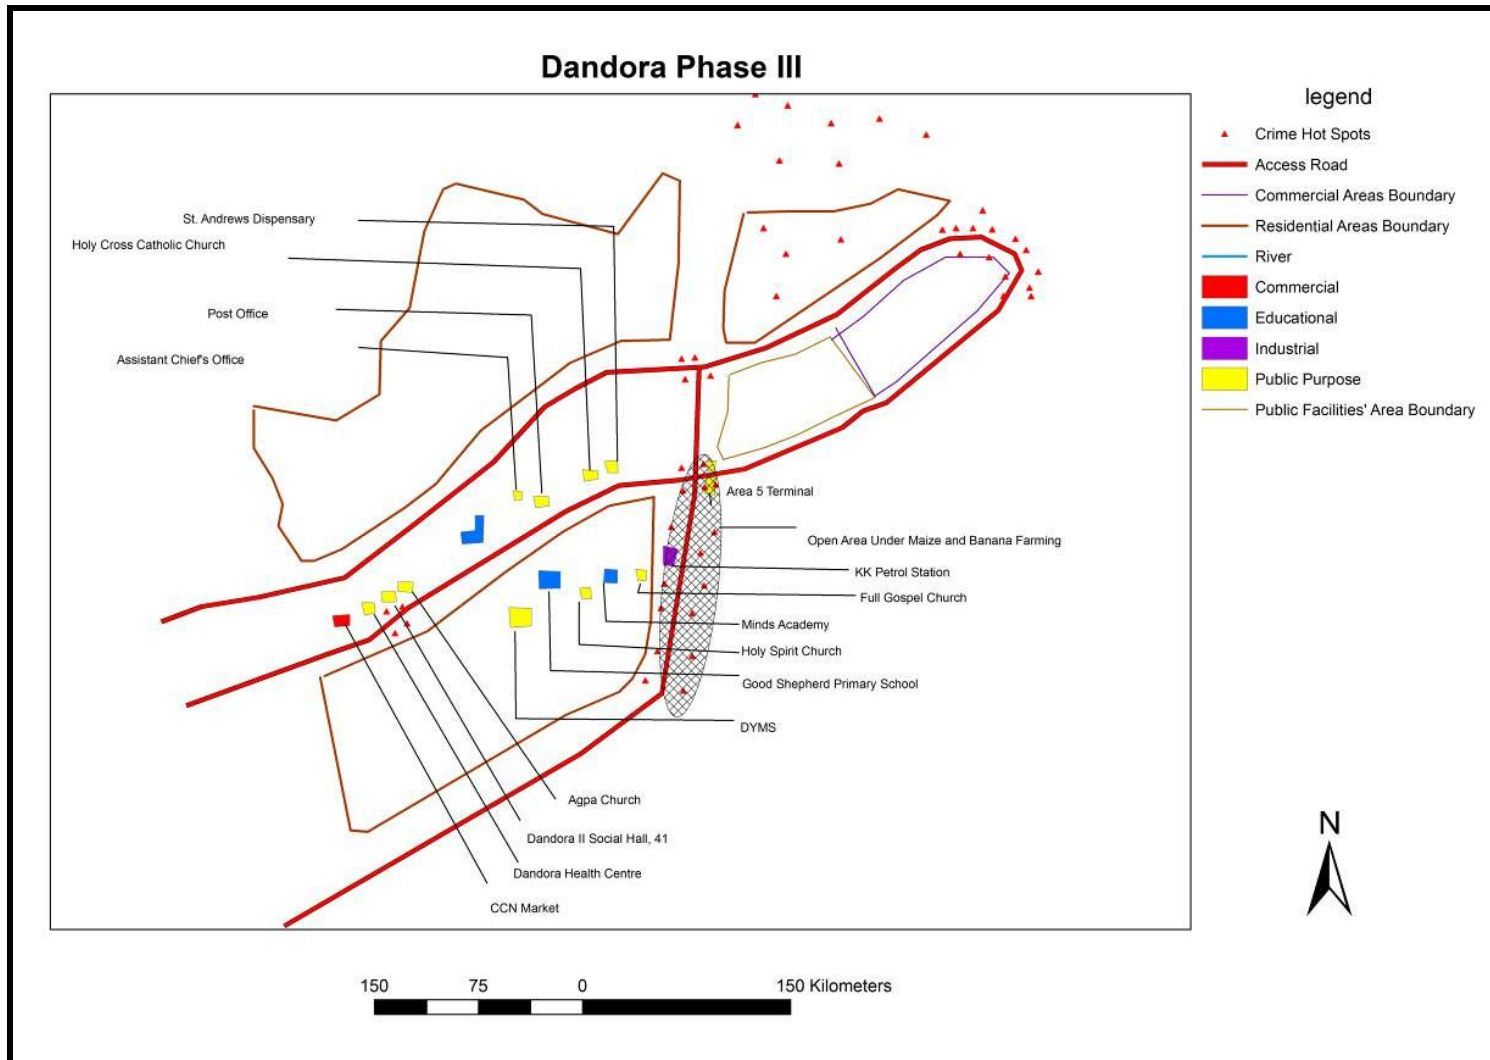 Dandora Phase III
legend
Crime Hot Spots
Access Road
Commercial Areas Boundary
Residential Areas Boundary
River
Commercial
Educational
Industrial
Public Purpose
Public Facilities' Area Boundary
St. Andrews Dispensary
Holy Cross Catholic Church
Post Office
Assistant Chief's Office
Area 5 Terminal
Open Area Under Maize and Banana Farming
KK Petrol Station
Full Gospel Church
Minds Academy
Holy Spirit Church
Good Shepherd Primary School
DYMS
Agpa Church
Dandora II Social Hall, 41
Dandora Health Centre
CCN Market
N
150 75 0 150 Kilometers